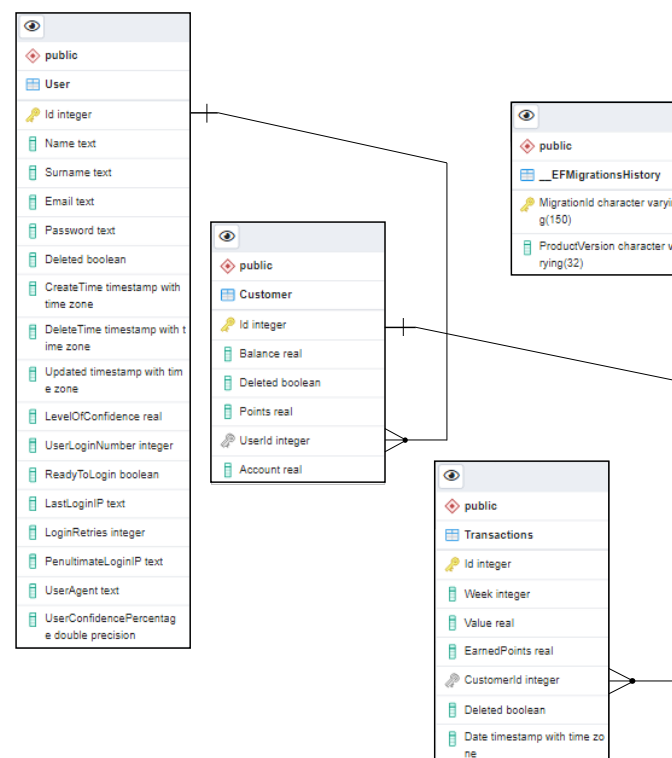 public
User
Id integer
Name text
Surname text
Email text
Password text
Deleted boolean
CreateTime timestamp with
time zone
DeleteTime timestamp with t
ime zone
Updated timestamp with tim
e zone
LevelOfConfidence real
UserLoginNumber integer
ReadyToLogin boolean
LastLoginIP text
LoginRetries integer
PenultimateLoginIP text
UserAgent text
UserConfidencePercentag
e double precision
public
Customer
Id integer
Balance real
Deleted boolean
Points real
UserId integer
Account real
public
__EFMigrationsHistory
MigrationId character varyi
g(150)
ProductVersion character v
rying(32)
public
Transactions
Id integer
Week integer
Value real
EarnedPoints real
CustomerId integer
Deleted boolean
Date timestamp with time zo
ne